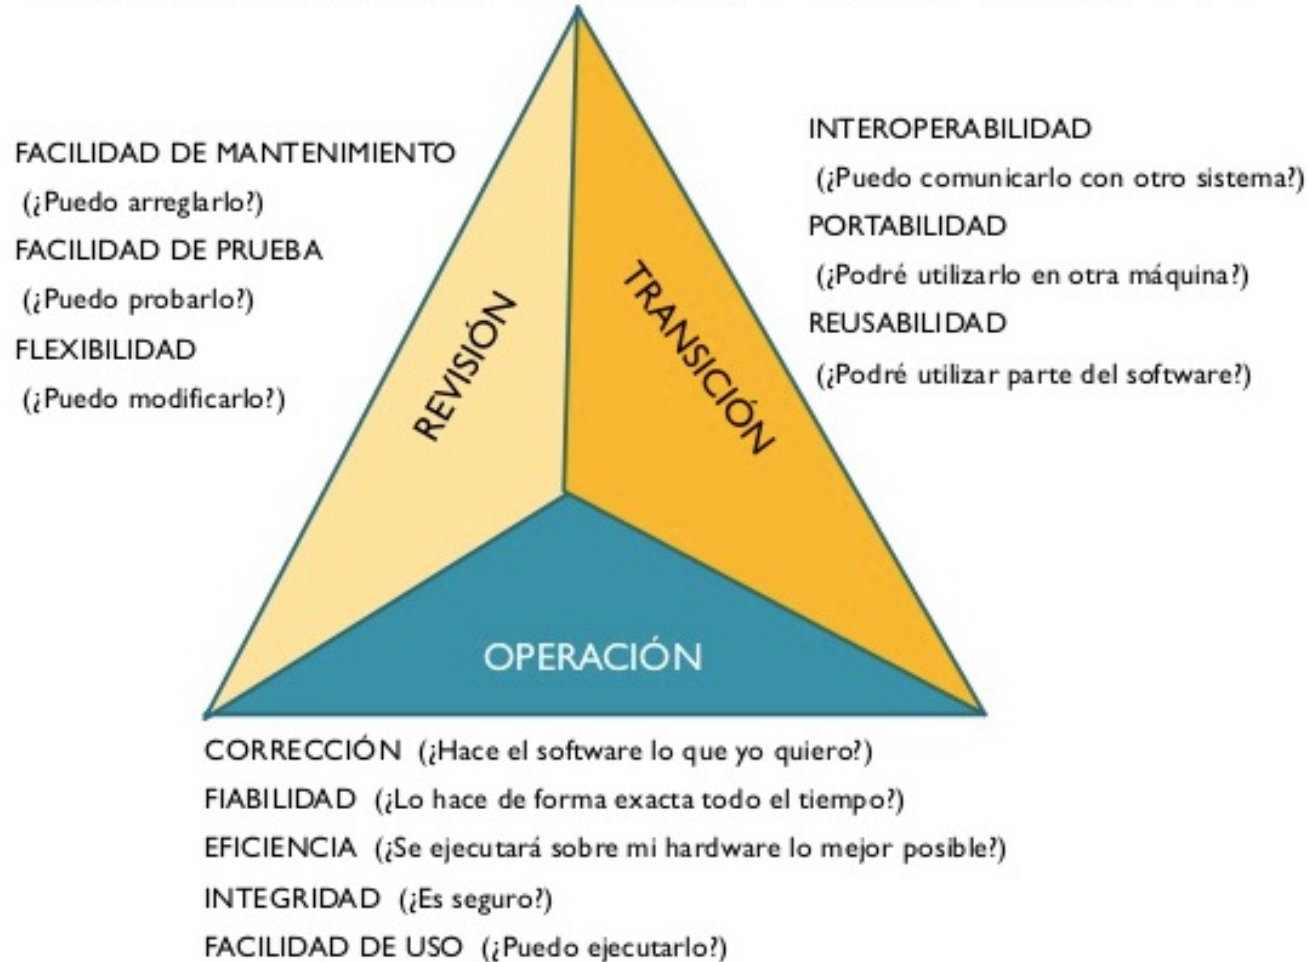 FACILIDAD DE MANTENIMIENTO
(¿Puedo arreglarlo?)
FACILIDAD DE PRUEBA
(¿Puedo probarlo?)
FLEXIBILIDAD
(¿Puedo modificarlo?)
REVISIÓN
TRANSICIÓN
INTEROPERABILIDAD
(¿Puedo comunicarlo con otro sistema?)
PORTABILIDAD
(¿Podré utilizarlo en otra máquina?)
REUSABILIDAD
(¿Podré utilizar parte del software?)
OPERACIÓN
CORRECCIÓN (¿Hace el software lo que yo quiero?)
FIABILIDAD (¿Lo hace de forma exacta todo el tiempo?)
EFICIENCIA (¿Se ejecutará sobre mi hardware lo mejor posible?)
INTEGRIDAD (¿Es seguro?)
FACILIDAD DE USO (¿Puedo ejecutarlo?)